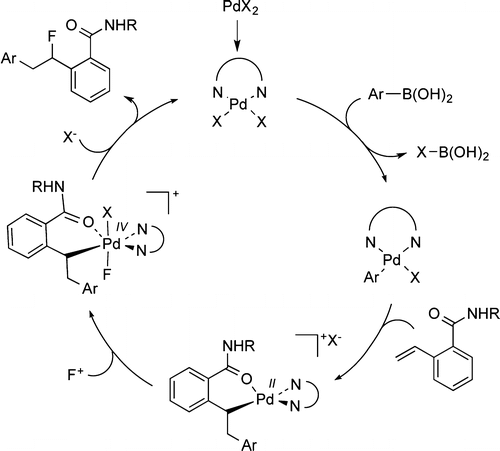 PdX2
O
NHR
F
Ar
N
N
Pd
X
X
Ar
B(OH)2
X-
X–B(OH)2
RHN
O
X
IV
+
N
Pd
N
F
Ar
N
N
Pd
Ar
X
NHR
O
+X-
NHR
O
II
N
Pd
N
Ar
F+